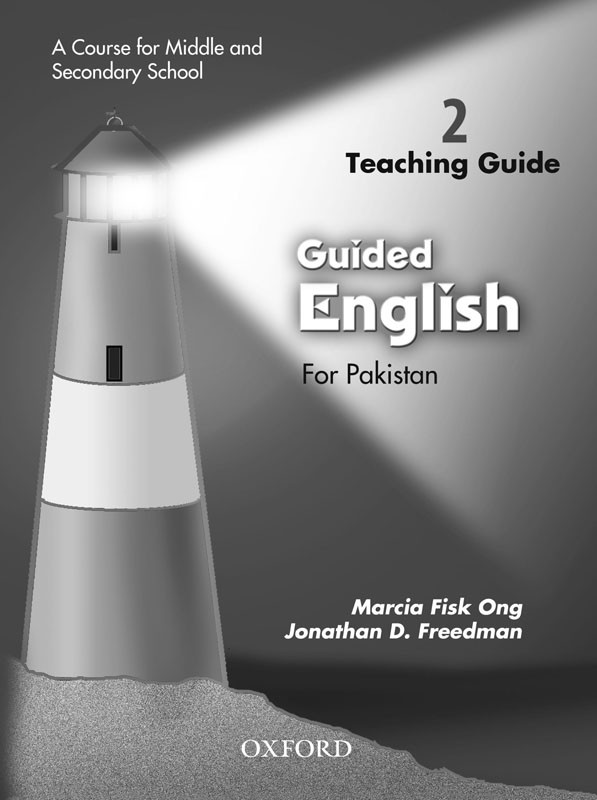 A Course for Middle and
Secondary School
2
Teaching Guide
Guided
English
For Pakistan
Marcia Fisk Ong
Jonathan D. Freedman
OXFORD